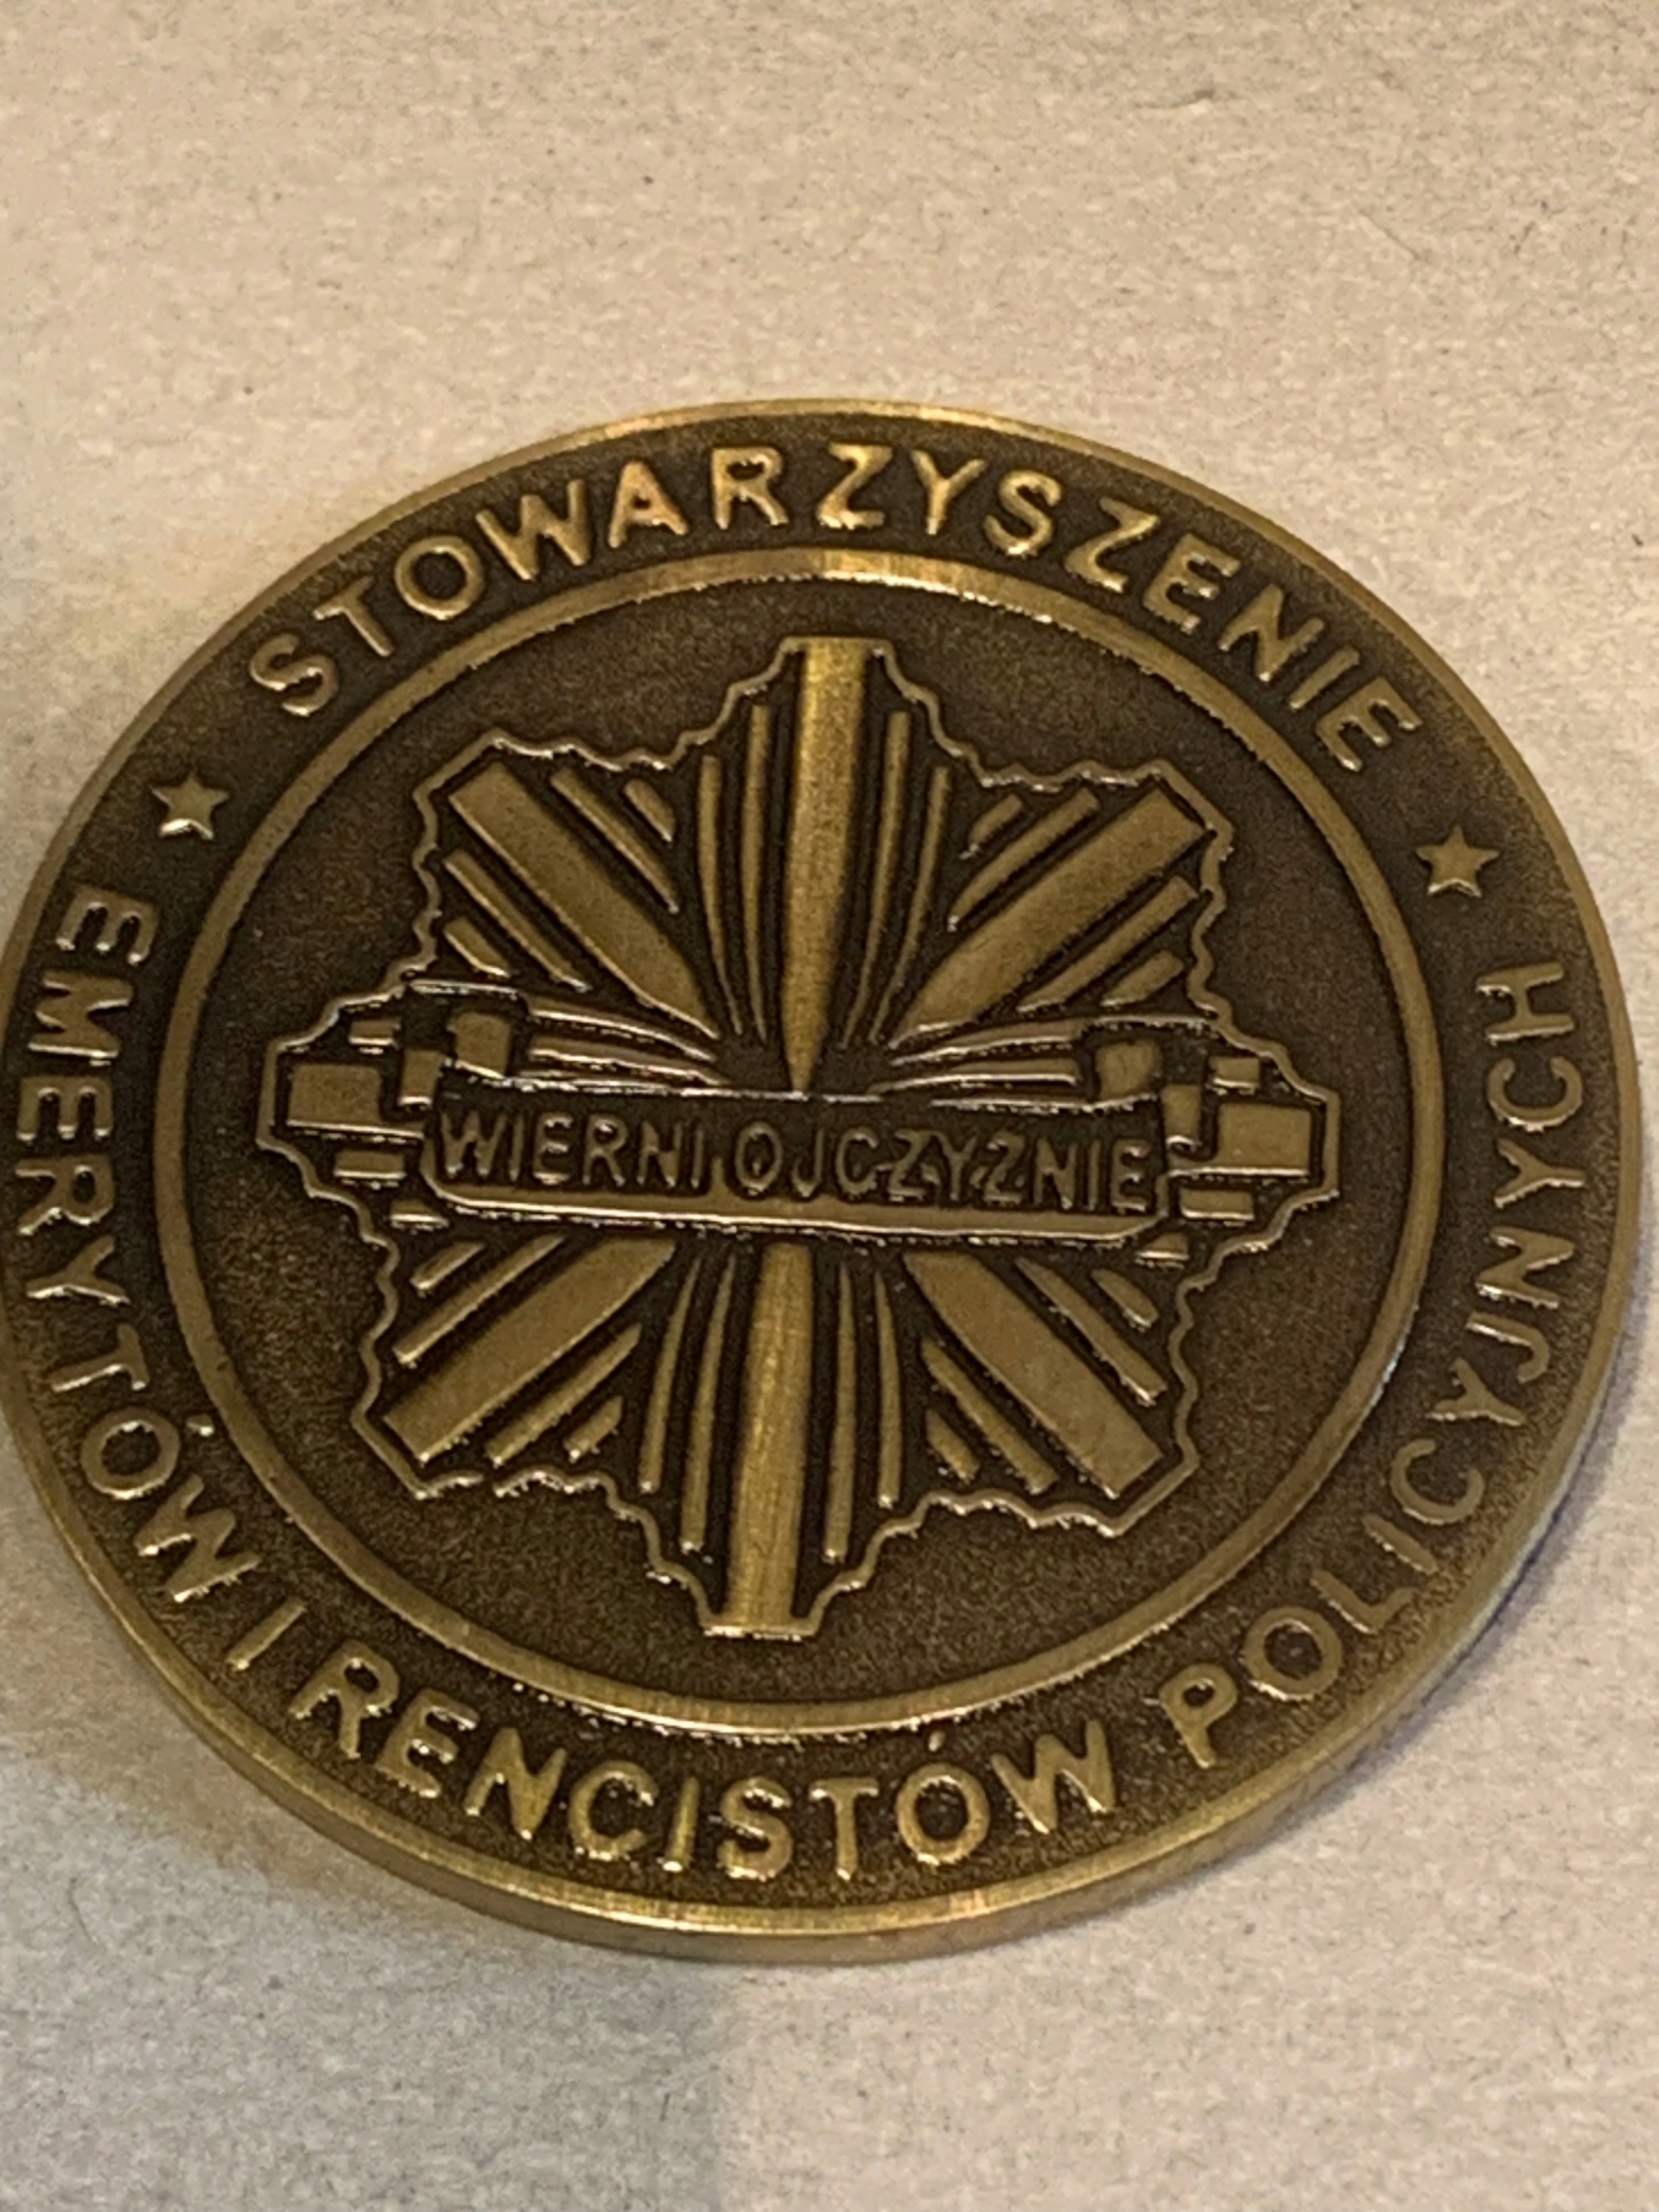 STOWARZYSZENIE
EMERYTÓW I RENCISTÓW POLICYJNYCH
WIERNI OJCZYZNIE